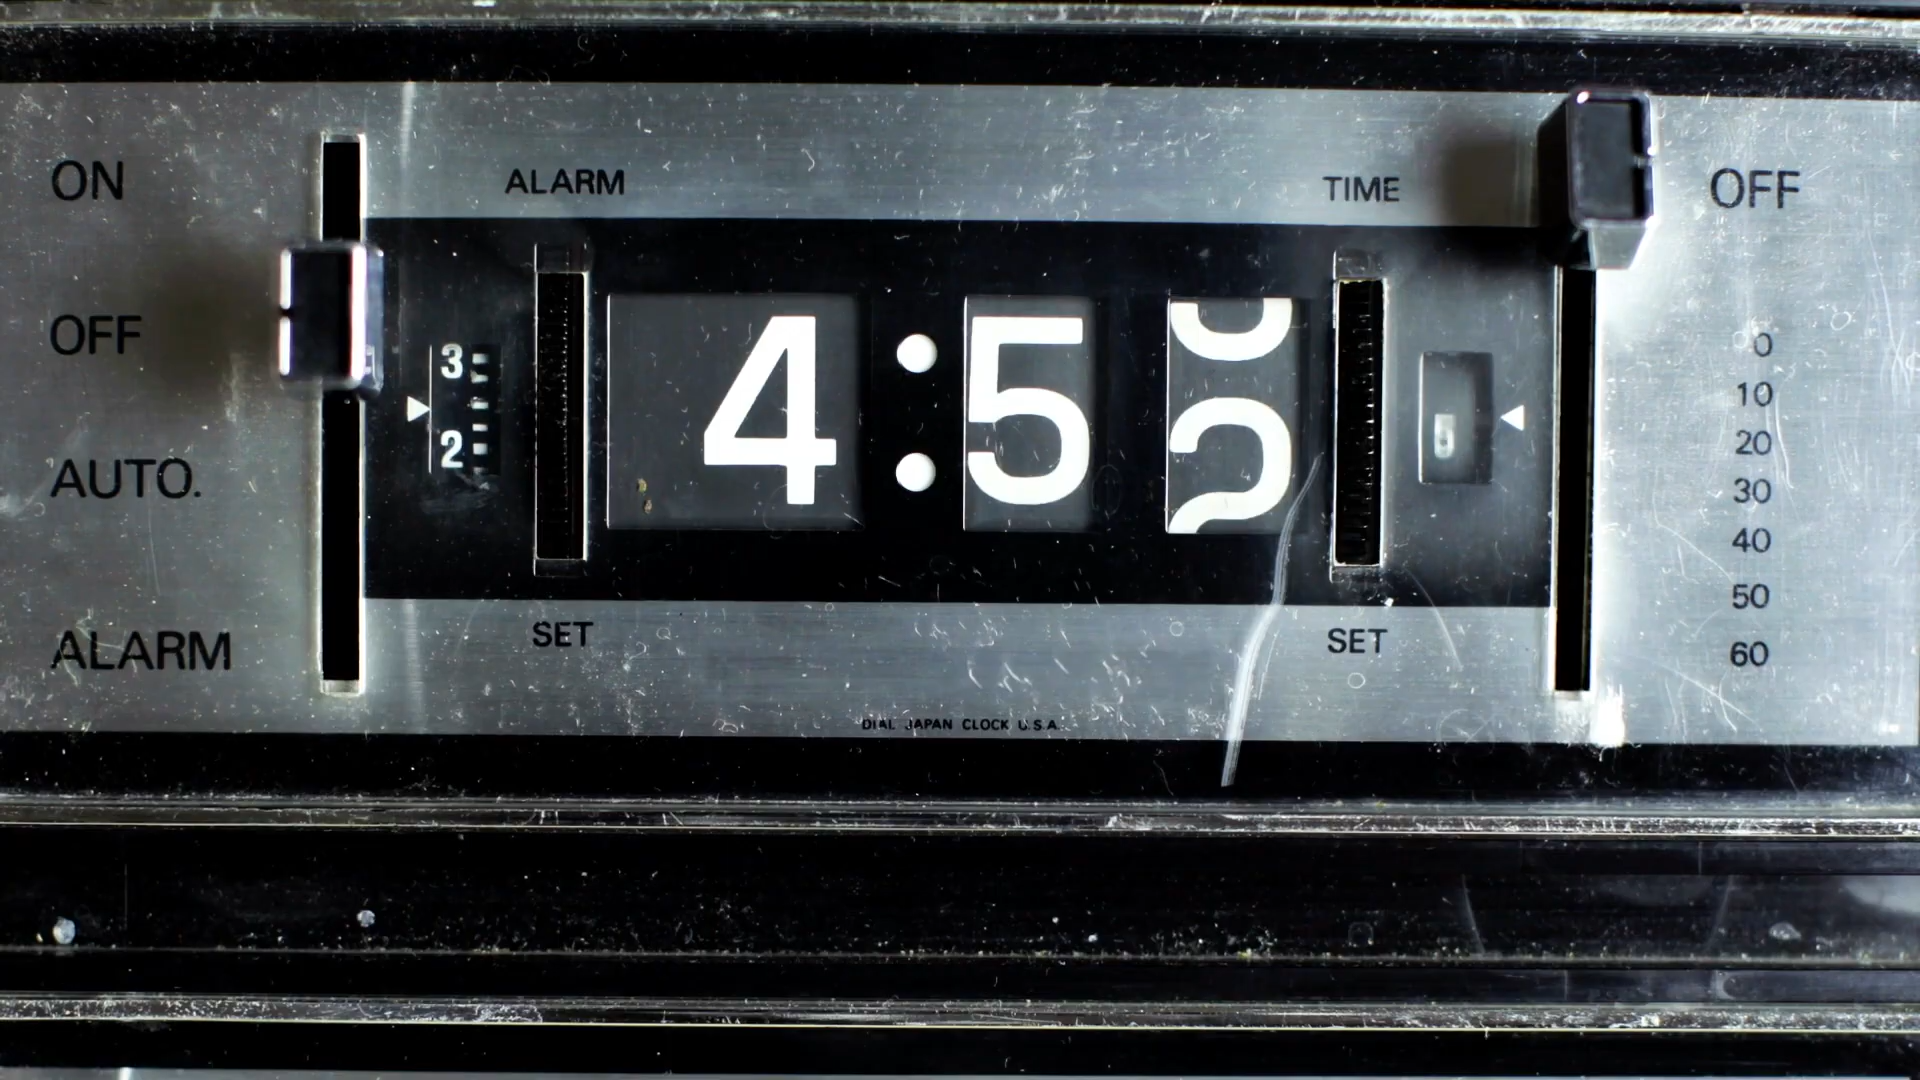 ON
OFF
AUTO.
ALARM
ALARM
TIME
3
2
4:5
SET
SET
DIAL JAPAN CLOCK U.S.A.
OFF
0
10
20
30
40
50
60